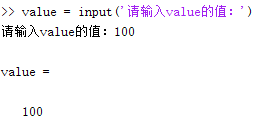 >> value = input('请输入value的值：')
请输入value的值：100
value =
100